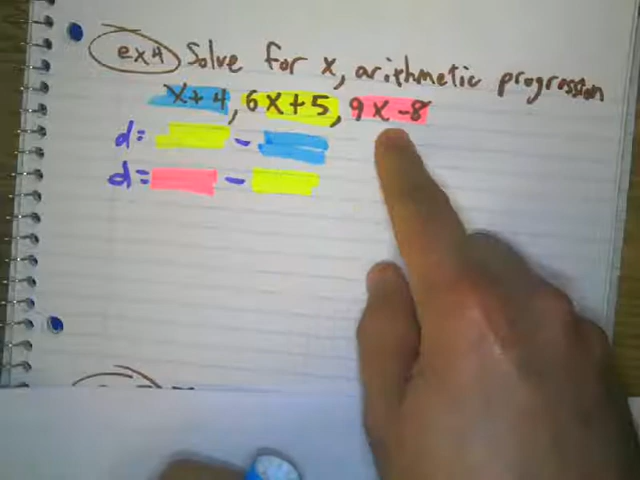 ex4 Solve for x, arithmetic progression
x+4, 6x+5, 9x-8
d= -
d= -